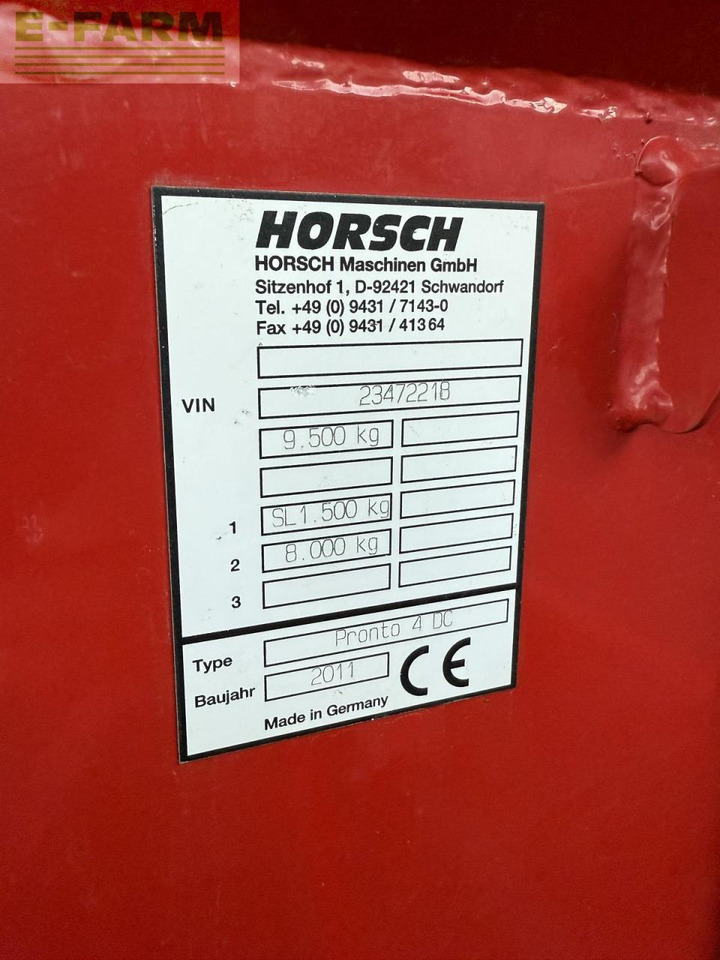 E-FARM
HORSCH
HORSCH Maschinen GmbH
Sitzenhof 1, D-92421 Schwandorf
Tel. +49 (0) 9431 / 7143-0
Fax +49 (0) 9431 / 41364
VIN 23472218
9.500 kg
1 SL1.500 kg
2 8.000 kg
3
Type Pronto 4 DC
Baujahr 2011 CE
Made in Germany